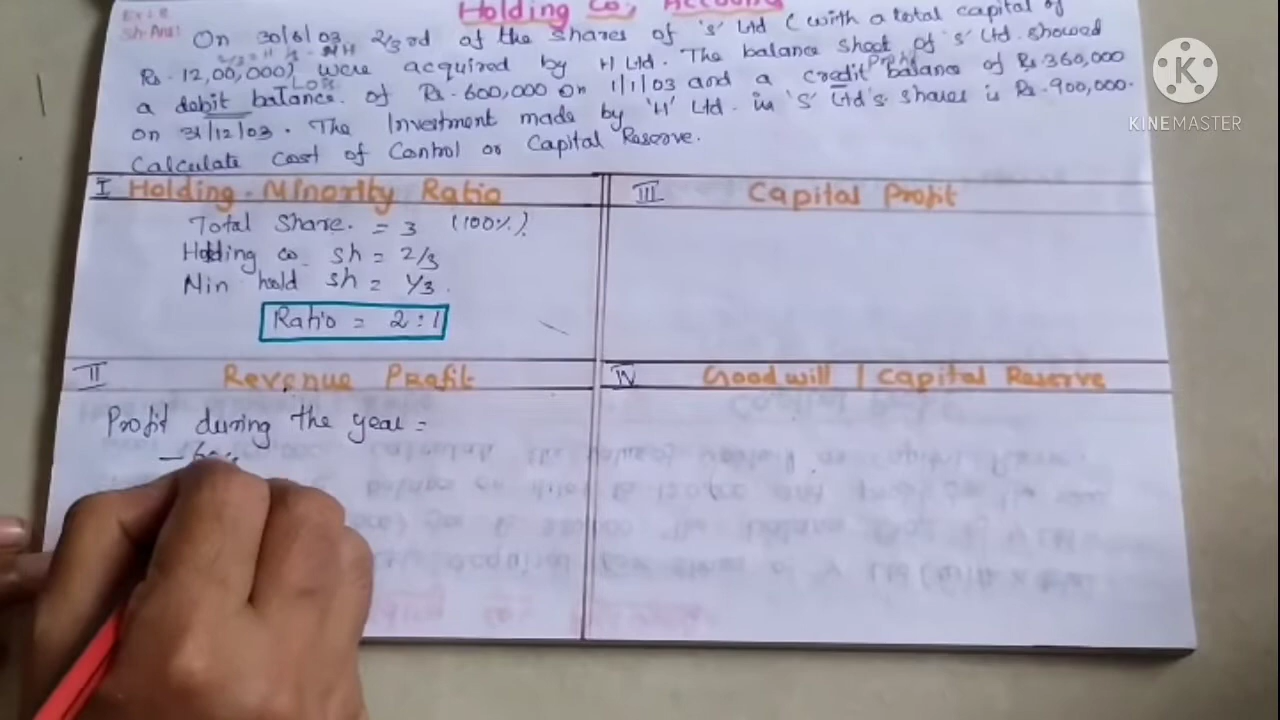 Holding Co, Account
On 30/6/03 2/3rd of the shares of 's' Ltd (with a total capital of
Rs. 12,00,000) were acquired by H Ltd. The balance sheet of 's' Ltd. showed
Loss
Profit
a debit balance of Rs. 600,000 on 1/1/03 and a credit balance of Rs. 360,000
on 31/12/03. The Investment made by 'H' Ltd. in 's' Ltd's shares is Rs. 900,000.
Calculate cost of Control or Capital Reserve.
I Holding-Minority Ratio
Total Share = 3 (100%)
Holding co sh = 2/3
Min hold sh = 1/3.
Ratio = 2:1
III Capital Profit
II Revenue Profit
Profit during the year =
IV Goodwill / Capital Reserve
K
KINEMASTER